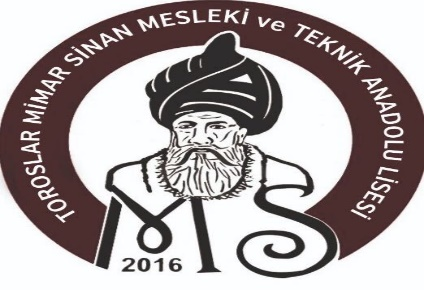 TOROSLAR MİMAR SİNAN MESLEKİ ve TEKNİK ANADOLU LİSESİ
MS
2016